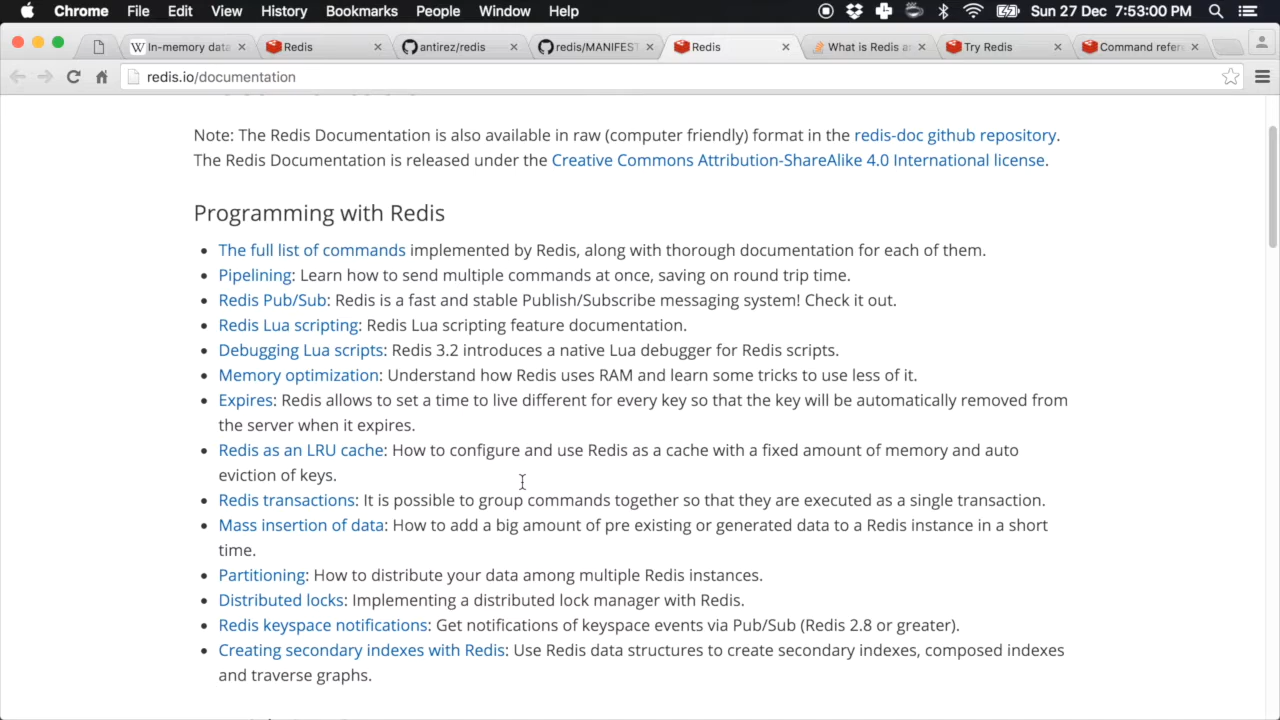 Chrome File Edit View History Bookmarks People Window Help Sun 27 Dec 7:53:00 PM
In-memory data Redis antirez/redis redis/MANIFEST Redis What is Redis a Try Redis Command refer
redis.io/documentation
Note: The Redis Documentation is also available in raw (computer friendly) format in the redis-doc github repository.
The Redis Documentation is released under the Creative Commons Attribution-ShareAlike 4.0 International license.
Programming with Redis
The full list of commands implemented by Redis, along with thorough documentation for each of them.
Pipelining: Learn how to send multiple commands at once, saving on round trip time.
Redis Pub/Sub: Redis is a fast and stable Publish/Subscribe messaging system! Check it out.
Redis Lua scripting: Redis Lua scripting feature documentation.
Debugging Lua scripts: Redis 3.2 introduces a native Lua debugger for Redis scripts.
Memory optimization: Understand how Redis uses RAM and learn some tricks to use less of it.
Expires: Redis allows to set a time to live different for every key so that the key will be automatically removed from
the server when it expires.
Redis as an LRU cache: How to configure and use Redis as a cache with a fixed amount of memory and auto
eviction of keys.
Redis transactions: It is possible to group commands together so that they are executed as a single transaction.
Mass insertion of data: How to add a big amount of pre existing or generated data to a Redis instance in a short
time.
Partitioning: How to distribute your data among multiple Redis instances.
Distributed locks: Implementing a distributed lock manager with Redis.
Redis keyspace notifications: Get notifications of keyspace events via Pub/Sub (Redis 2.8 or greater).
Creating secondary indexes with Redis: Use Redis data structures to create secondary indexes, composed indexes
and traverse graphs.